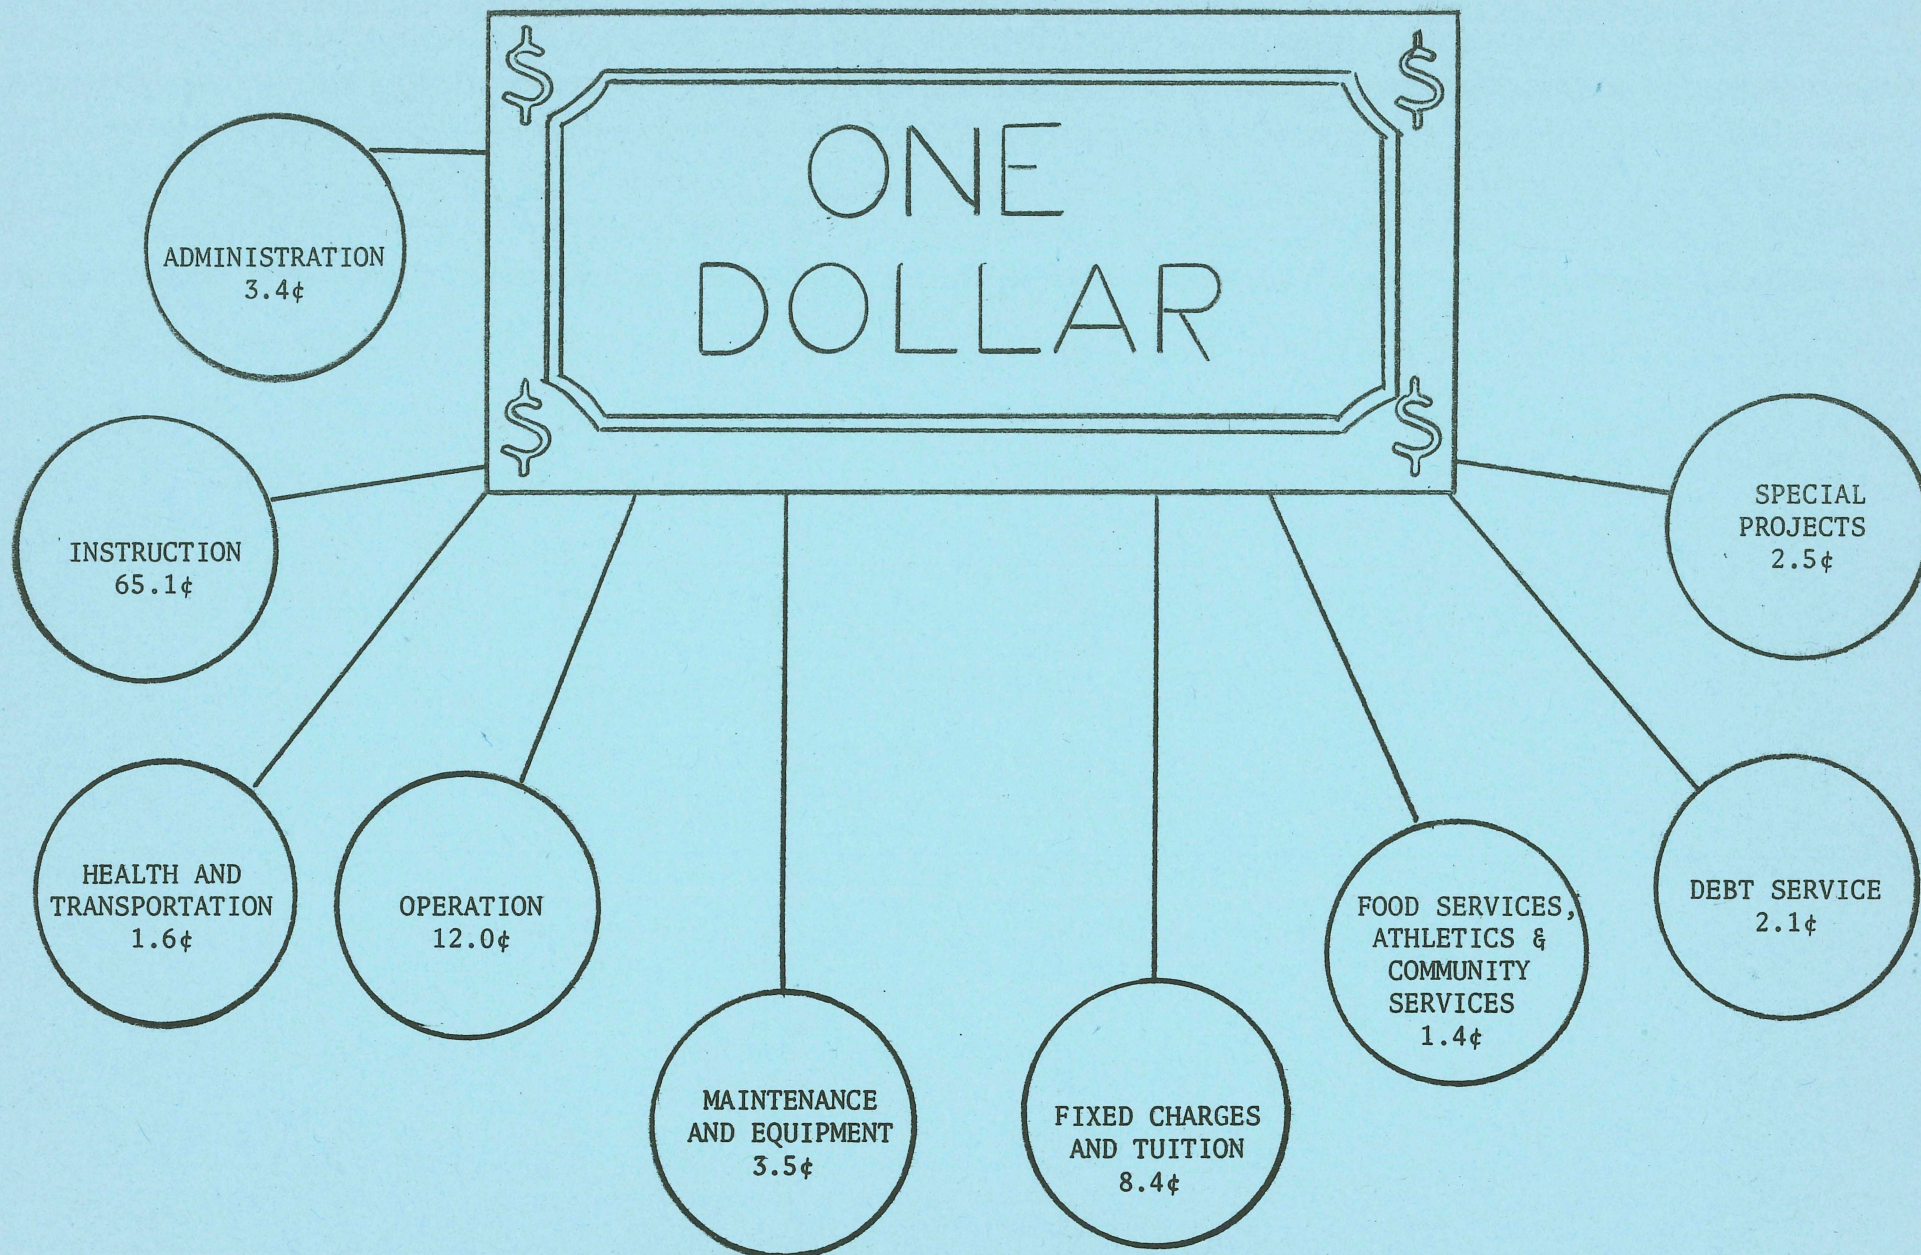 $ $
ONE
DOLLAR
$ $
ADMINISTRATION
3.4¢
INSTRUCTION
65.1¢
HEALTH AND
TRANSPORTATION
1.6¢
OPERATION
12.0¢
MAINTENANCE
AND EQUIPMENT
3.5¢
FIXED CHARGES
AND TUITION
8.4¢
FOOD SERVICES,
ATHLETICS &
COMMUNITY
SERVICES
1.4¢
DEBT SERVICE
2.1¢
SPECIAL
PROJECTS
2.5¢